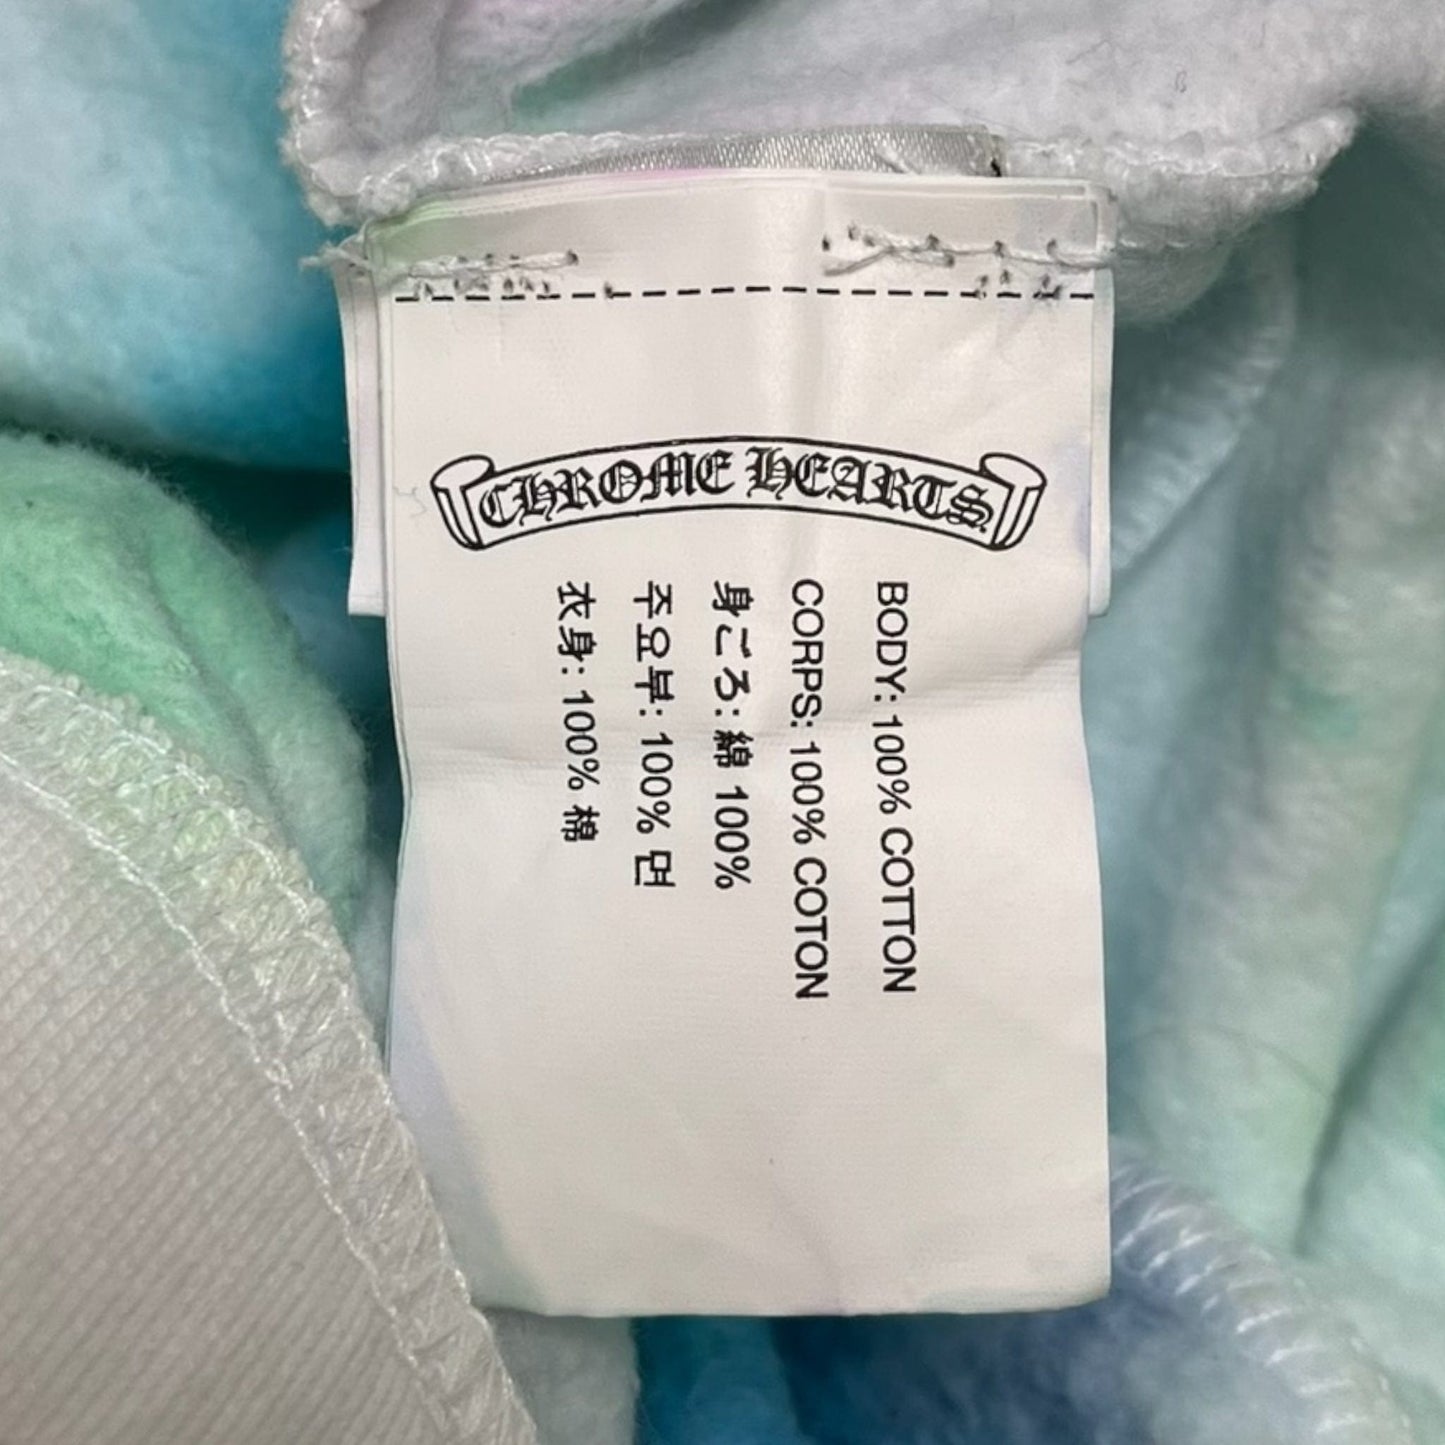 CHROME HEARTS
BODY: 100% COTTON
CORPS: 100% COTON
身ごろ: 綿 100%
주요부: 100% 면
衣身: 100% 棉